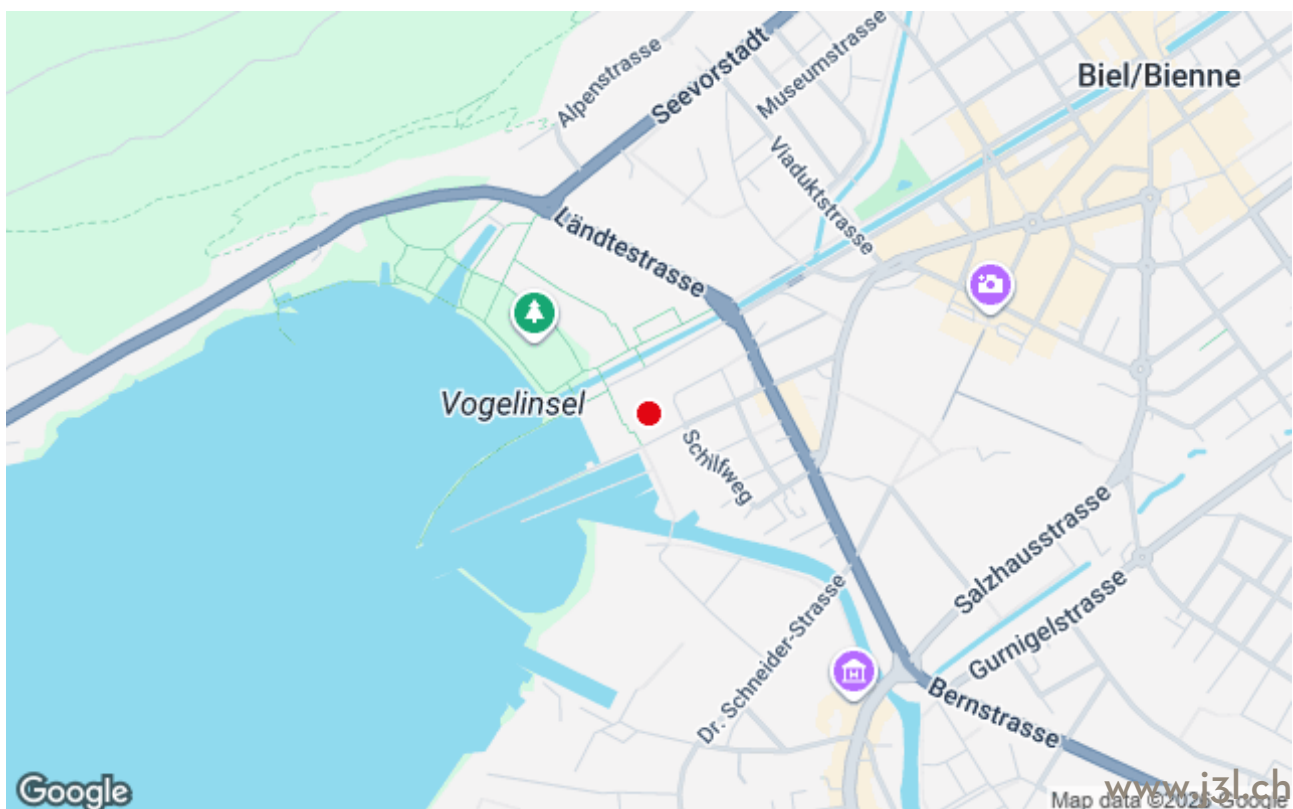 Alpenstrasse
Seevorstadt
Museumstrasse
Biel/Bienne
Viaduktstrasse
Ländtestrasse
Vogelinsel
Schilfweg
Salzhausstrasse
Gurnigelstrasse
Dr. Schneider-Strasse
Bernstrasse
Google
www.j3l.ch
Map data ©2026 Google